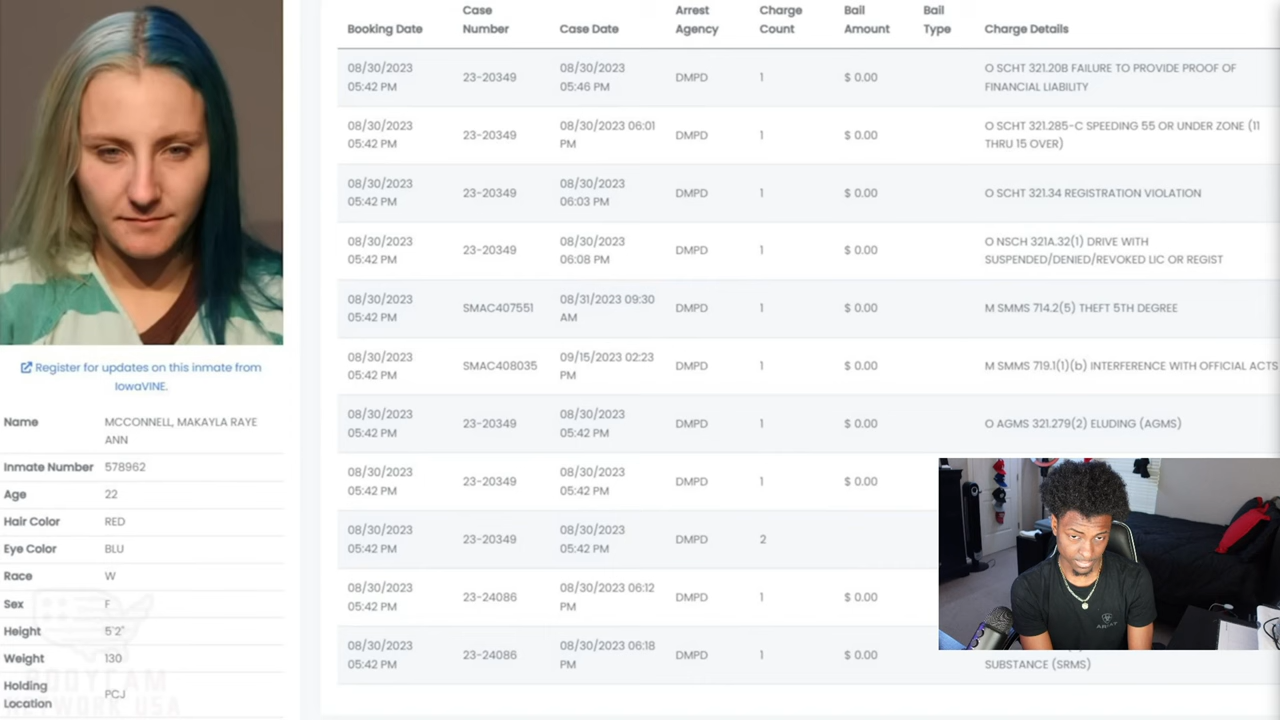 Booking Date Case Number Case Date Arrest Agency Charge Count Bail Amount Bail Type Charge Details
08/30/2023 05:42 PM 23-20349 08/30/2023 05:46 PM DMPD 1 $ 0.00 O SCHT 321.20B FAILURE TO PROVIDE PROOF OF FINANCIAL LIABILITY
08/30/2023 05:42 PM 23-20349 08/30/2023 06:01 PM DMPD 1 $ 0.00 O SCHT 321.285-C SPEEDING 55 OR UNDER ZONE (11 THRU 15 OVER)
08/30/2023 05:42 PM 23-20349 08/30/2023 06:03 PM DMPD 1 $ 0.00 O SCHT 321.34 REGISTRATION VIOLATION
08/30/2023 05:42 PM 23-20349 08/30/2023 06:08 PM DMPD 1 $ 0.00 O NSCH 321A.32(1) DRIVE WITH SUSPENDED/DENIED/REVOKED LIC OR REGIST
08/30/2023 05:42 PM SMAC407551 08/31/2023 09:30 AM DMPD 1 $ 0.00 M SMMS 714.2(5) THEFT 5TH DEGREE
08/30/2023 05:42 PM SMAC408035 09/15/2023 02:23 PM DMPD 1 $ 0.00 M SMMS 719.1(1)(b) INTERFERENCE WITH OFFICIAL ACTS
08/30/2023 05:42 PM 23-20349 08/30/2023 05:42 PM DMPD 1 $ 0.00 O AGMS 321.279(2) ELUDING (AGMS)
08/30/2023 05:42 PM 23-20349 08/30/2023 05:42 PM DMPD 1 $ 0.00
08/30/2023 05:42 PM 23-20349 08/30/2023 05:42 PM DMPD 2
08/30/2023 05:42 PM 23-24086 08/30/2023 06:12 PM DMPD 1 $ 0.00
08/30/2023 05:42 PM 23-24086 08/30/2023 06:18 PM DMPD 1 $ 0.00 SUBSTANCE (SRMS)
Register for updates on this inmate from
IowaVINE.
Name MCCONNELL, MAKAYLA RAYE ANN
Inmate Number 578962
Age 22
Hair Color RED
Eye Color BLU
Race W
Sex F
Height 5'2"
Weight 130
Holding Location PCJ
BODYCAM
NETWORK USA
ARIAT